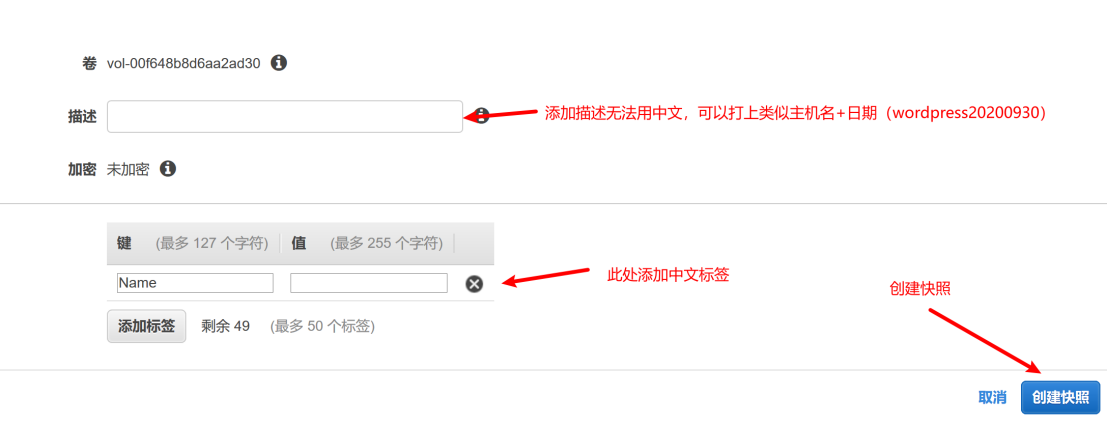 卷 vol-00f648b8d6aa2ad30
描述 添加描述无法用中文，可以打上类似主机名+日期（wordpress20200930）
加密 未加密
键 (最多 127 个字符) 值 (最多 255 个字符)
Name 此处添加中文标签
创建快照
添加标签 剩余 49 (最多 50 个标签)
取消 创建快照